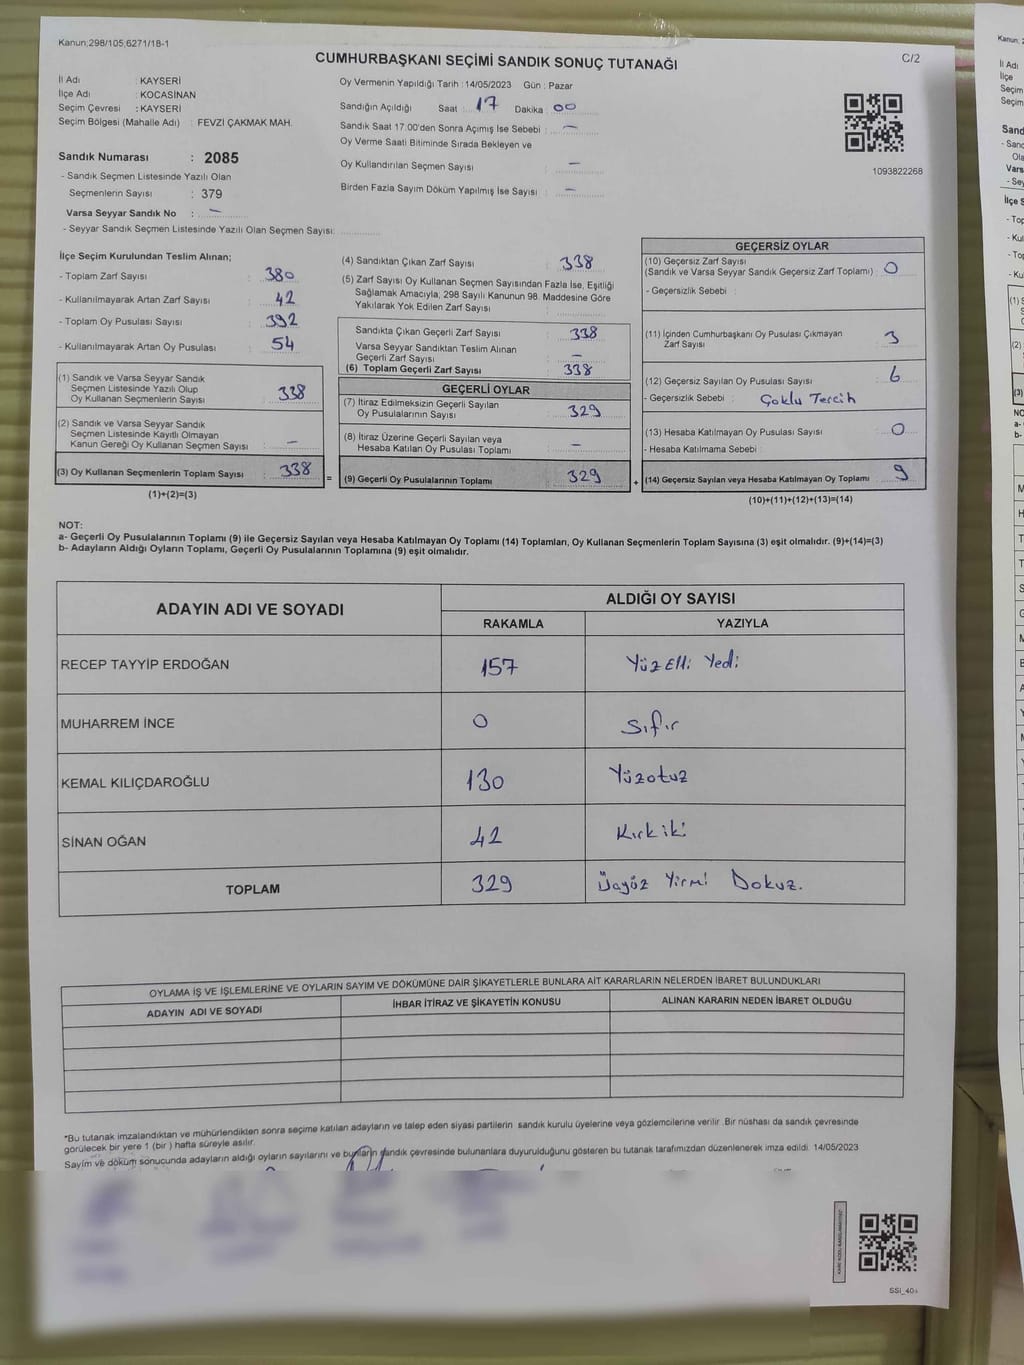 Kanun;298/105,6271/18-1
CUMHURBAŞKANI SEÇİMİ SANDIK SONUÇ TUTANAĞI
C/2
İl Adı : KAYSERİ
İlçe Adı : KOCASİNAN
Seçim Çevresi : KAYSERİ
Seçim Bölgesi (Mahalle Adı) : FEVZİ ÇAKMAK MAH.
Sandık Numarası : 2085
- Sandık Seçmen Listesinde Yazılı Olan
Seçmenlerin Sayısı : 379
Varsa Seyyar Sandık No : –
- Seyyar Sandık Seçmen Listesinde Yazılı Olan Seçmen Sayısı:
Oy Vermenin Yapıldığı Tarih : 14/05/2023 Gün : Pazar
Sandığın Açıldığı Saat : 17 Dakika : 00
Sandık Saat 17.00'den Sonra Açımış İse Sebebi : –
Oy Verme Saati Bitiminde Sırada Bekleyen ve
Oy Kullandırılan Seçmen Sayısı : –
Birden Fazla Sayım Döküm Yapılmış İse Sayısı : –
1093822268
İlçe Seçim Kurulundan Teslim Alınan;
- Toplam Zarf Sayısı : 380
- Kullanılmayarak Artan Zarf Sayısı : 42
- Toplam Oy Pusulası Sayısı : 392
- Kullanılmayarak Artan Oy Pusulası : 54
(1) Sandık ve Varsa Seyyar Sandık
Seçmen Listesinde Yazılı Olup
Oy Kullanan Seçmenlerin Sayısı : 338
(2) Sandık ve Varsa Seyyar Sandık
Seçmen Listesinde Kayıtlı Olmayan
Kanun Gereği Oy Kullanan Seçmen Sayısı : –
(3) Oy Kullanan Seçmenlerin Toplam Sayısı : 338
(1)+(2)=(3)
=
(4) Sandıktan Çıkan Zarf Sayısı : 338
(5) Zarf Sayısı Oy Kullanan Seçmen Sayısından Fazla İse, Eşitliği
Sağlamak Amacıyla, 298 Sayılı Kanunun 98. Maddesine Göre
Yakılarak Yok Edilen Zarf Sayısı :
Sandıkta Çıkan Geçerli Zarf Sayısı : 338
Varsa Seyyar Sandıktan Teslim Alınan
Geçerli Zarf Sayısı : –
(6) Toplam Geçerli Zarf Sayısı : 338
GEÇERLİ OYLAR
(7) İtiraz Edilmeksizin Geçerli Sayılan
Oy Pusulalarının Sayısı : 329
(8) İtiraz Üzerine Geçerli Sayılan veya
Hesaba Katılan Oy Pusulası Toplamı : –
(9) Geçerli Oy Pusulalarının Toplamı : 329
+
GEÇERSİZ OYLAR
(10) Geçersiz Zarf Sayısı
(Sandık ve Varsa Seyyar Sandık Geçersiz Zarf Toplamı) : 0
- Geçersizlik Sebebi :
(11) İçinden Cumhurbaşkanı Oy Pusulası Çıkmayan
Zarf Sayısı : 3
(12) Geçersiz Sayılan Oy Pusulası Sayısı : 6
- Geçersizlik Sebebi : Çoklu Tercih
(13) Hesaba Katılmayan Oy Pusulası Sayısı : 0
- Hesaba Katılmama Sebebi :
(14) Geçersiz Sayılan veya Hesaba Katılmayan Oy Toplamı : 9
(10)+(11)+(12)+(13)=(14)
NOT:
a- Geçerli Oy Pusulalarının Toplamı (9) ile Geçersiz Sayılan veya Hesaba Katılmayan Oy Toplamı (14) Toplamları, Oy Kullanan Seçmenlerin Toplam Sayısına (3) eşit olmalıdır. (9)+(14)=(3)
b- Adayların Aldığı Oyların Toplamı, Geçerli Oy Pusulalarının Toplamına (9) eşit olmalıdır.
ADAYIN ADI VE SOYADI
ALDIĞI OY SAYISI
RAKAMLA YAZIYLA
RECEP TAYYİP ERDOĞAN 157 Yüz Elli Yedi
MUHARREM İNCE 0 Sıfır
KEMAL KILIÇDAROĞLU 130 Yüzotuz
SİNAN OĞAN 42 Kırkiki
TOPLAM 329 Üçyüz Yirmi Dokuz.
OYLAMA İŞ VE İŞLEMLERİNE VE OYLARIN SAYIM VE DÖKÜMÜNE DAİR ŞİKAYETLERLE BUNLARA AİT KARARLARIN NELERDEN İBARET BULUNDUKLARI
ADAYIN ADI VE SOYADI İHBAR İTİRAZ VE ŞİKAYETİN KONUSU ALINAN KARARIN NEDEN İBARET OLDUĞU
*Bu tutanak imzalandıktan ve mühürlendikten sonra seçime katılan adayların ve talep eden siyasi partilerin sandık kurulu üyelerine veya gözlemcilerine verilir. Bir nüshası da sandık çevresinde
görülecek bir yere 1 (bir ) hafta süreyle asılır.
Sayım ve döküm sonucunda adayların aldığı oyların sayılarını ve bunların sandık çevresinde bulunanlara duyurulduğunu gösteren bu tutanak tarafımızdan düzenlenerek imza edildi. 14/05/2023